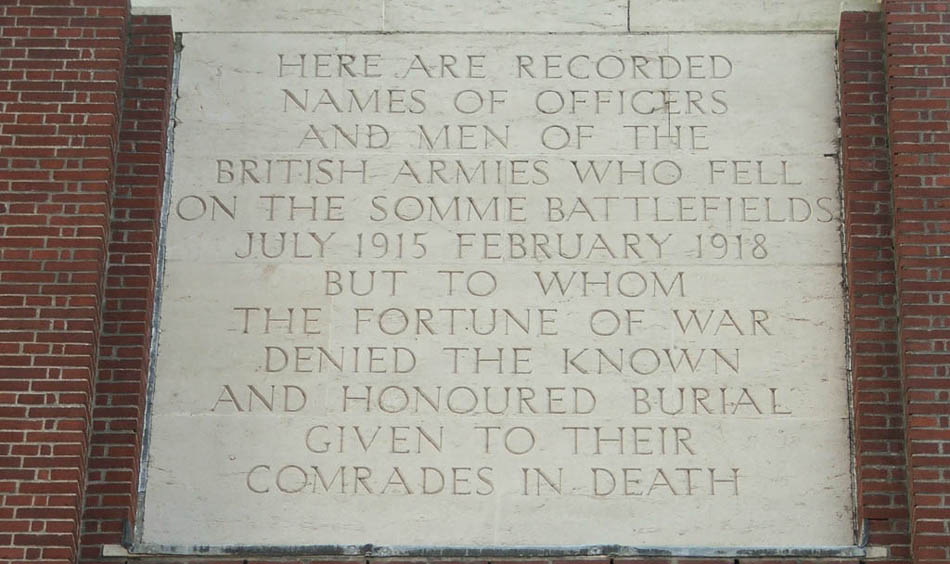 HERE ARE RECORDED
NAMES OF OFFICERS
AND MEN OF THE
BRITISH ARMIES WHO FELL
ON THE SOMME BATTLEFIELDS
JULY 1915 FEBRUARY 1918
BUT TO WHOM
THE FORTUNE OF WAR
DENIED THE KNOWN
AND HONOURED BURIAL
GIVEN TO THEIR
COMRADES IN DEATH